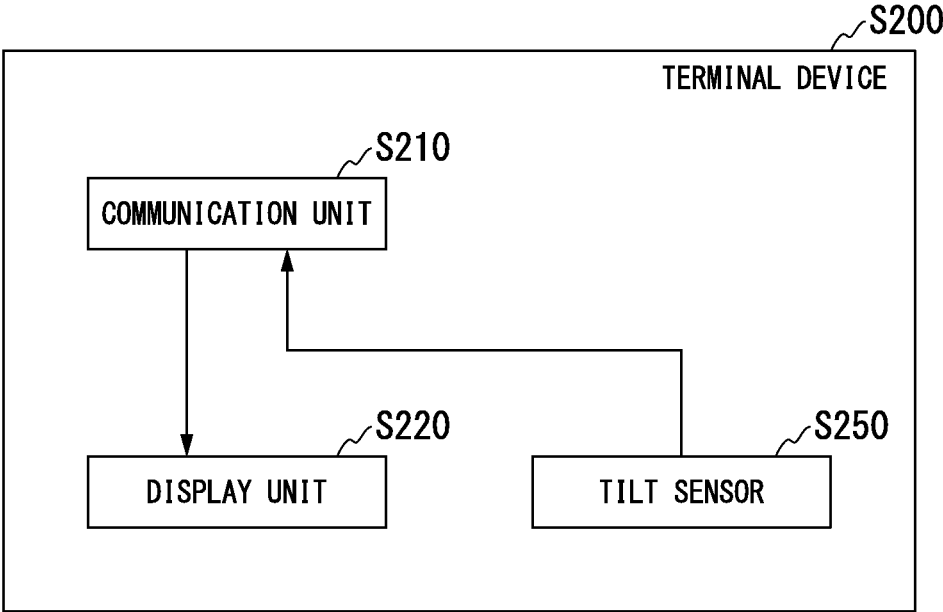 S200
TERMINAL DEVICE
S210
COMMUNICATION UNIT
S220
DISPLAY UNIT
S250
TILT SENSOR